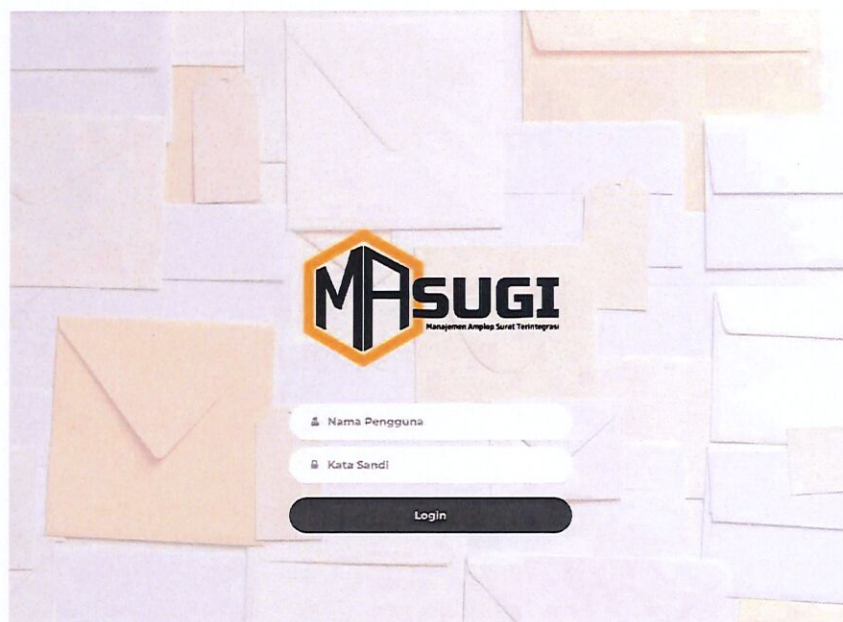 MASUGI
Manajemen Amplop Surat Terintegrasi
Nama Pengguna
Kata Sandi
Login